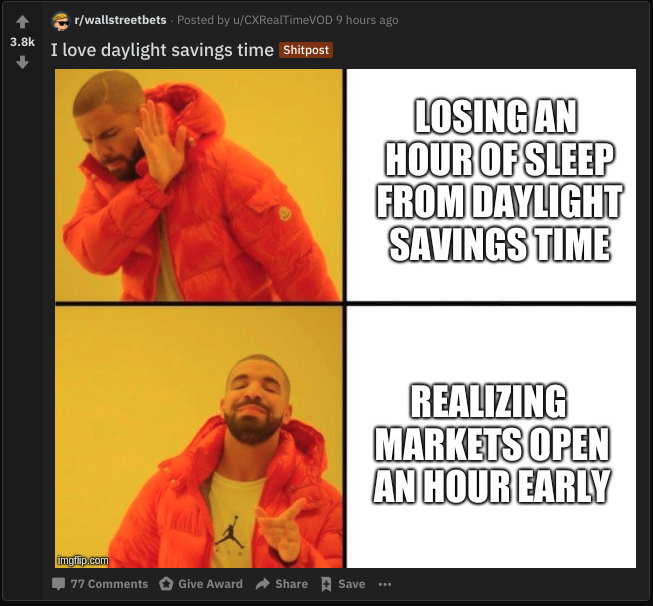 r/wallstreetbets · Posted by u/CXRealTimeVOD 9 hours ago
3.8k
I love daylight savings time Shitpost
LOSING AN
HOUR OF SLEEP
FROM DAYLIGHT
SAVINGS TIME
REALIZING
MARKETS OPEN
AN HOUR EARLY
imgflip.com
77 Comments Give Award Share Save ···